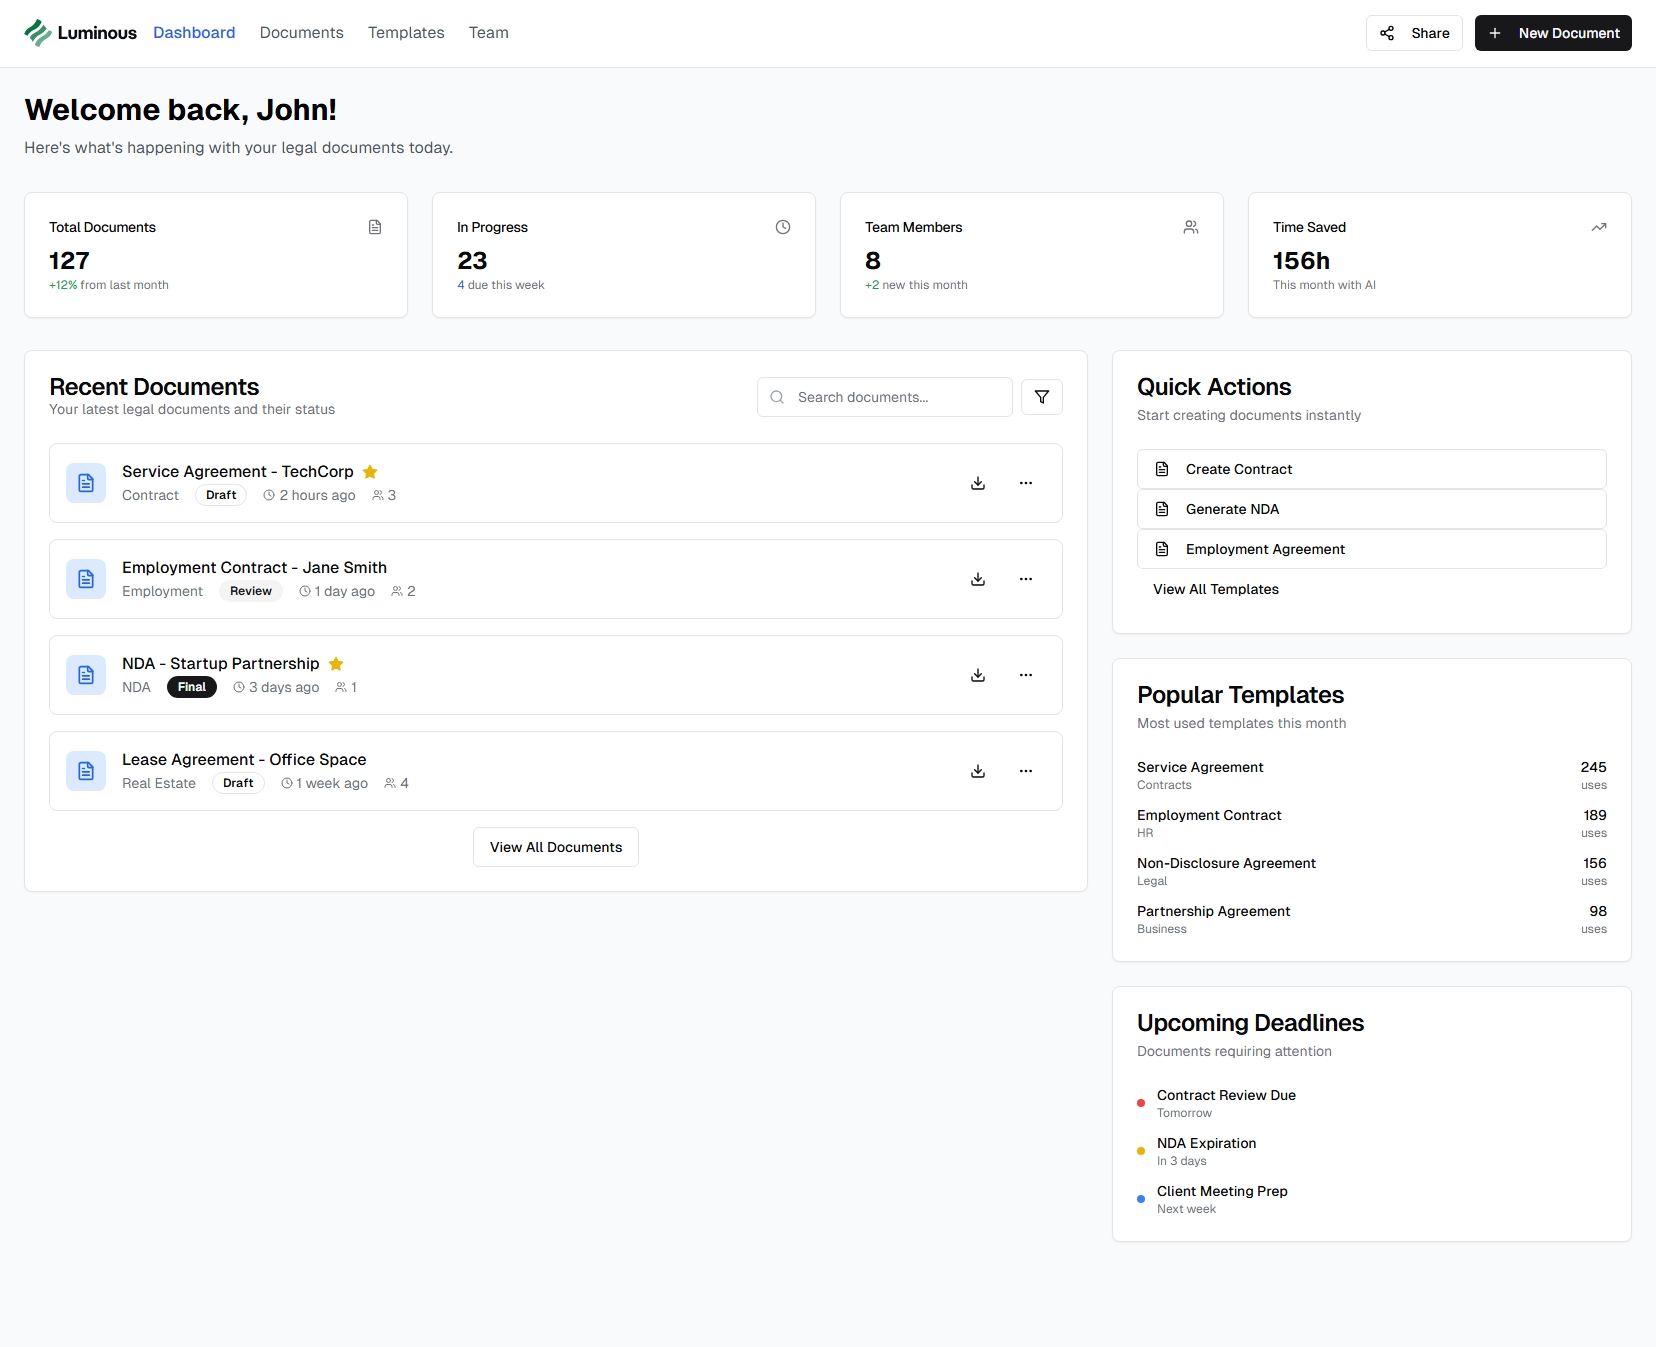 Luminous
Dashboard
Documents
Templates
Team
Share
New Document
Welcome back, John!
Here's what's happening with your legal documents today.
Total Documents
127
+12% from last month
In Progress
23
4 due this week
Team Members
8
+2 new this month
Time Saved
156h
This month with AI
Recent Documents
Your latest legal documents and their status
Search documents...
Service Agreement - TechCorp
Contract Draft 2 hours ago 3
Employment Contract - Jane Smith
Employment Review 1 day ago 2
NDA - Startup Partnership
NDA Final 3 days ago 1
Lease Agreement - Office Space
Real Estate Draft 1 week ago 4
View All Documents
Quick Actions
Start creating documents instantly
Create Contract
Generate NDA
Employment Agreement
View All Templates
Popular Templates
Most used templates this month
Service Agreement 245
Contracts uses
Employment Contract 189
HR uses
Non-Disclosure Agreement 156
Legal uses
Partnership Agreement 98
Business uses
Upcoming Deadlines
Documents requiring attention
Contract Review Due
Tomorrow
NDA Expiration
In 3 days
Client Meeting Prep
Next week